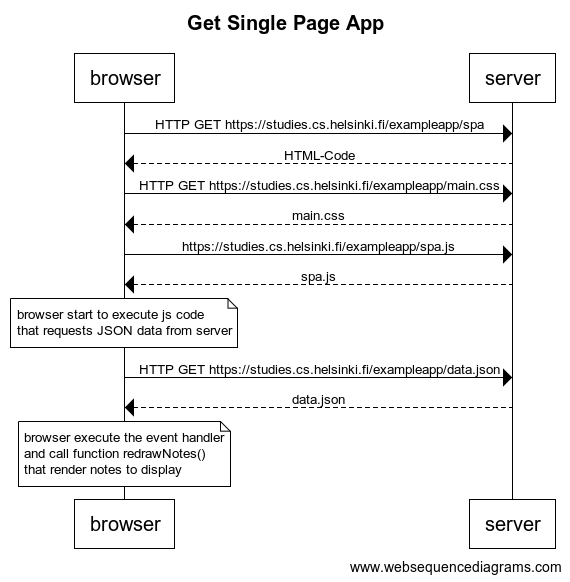 Get Single Page App
browser
server
HTTP GET https://studies.cs.helsinki.fi/exampleapp/spa
HTML-Code
HTTP GET https://studies.cs.helsinki.fi/exampleapp/main.css
main.css
https://studies.cs.helsinki.fi/exampleapp/spa.js
spa.js
browser start to execute js code
that requests JSON data from server
HTTP GET https://studies.cs.helsinki.fi/exampleapp/data.json
data.json
browser execute the event handler
and call function redrawNotes()
that render notes to display
browser
server
www.websequencediagrams.com